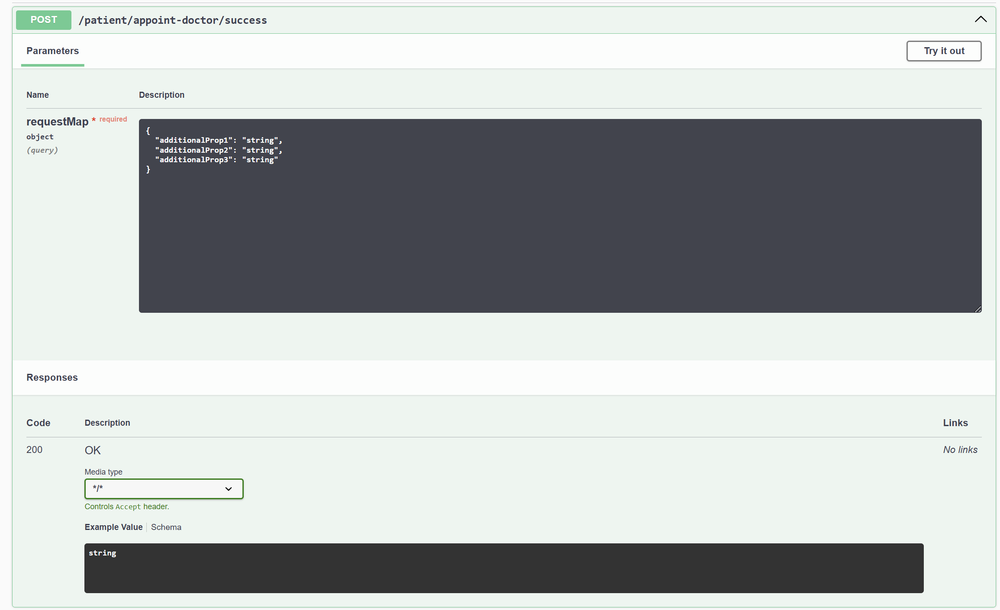 POST /patient/appoint-doctor/success
Parameters
Try it out
Name Description
requestMap * required
object
(query)
{
  "additionalProp1": "string",
  "additionalProp2": "string",
  "additionalProp3": "string"
}
Responses
Code Description Links
200 OK No links
Media type
*/*
Controls Accept header.
Example Value Schema
string